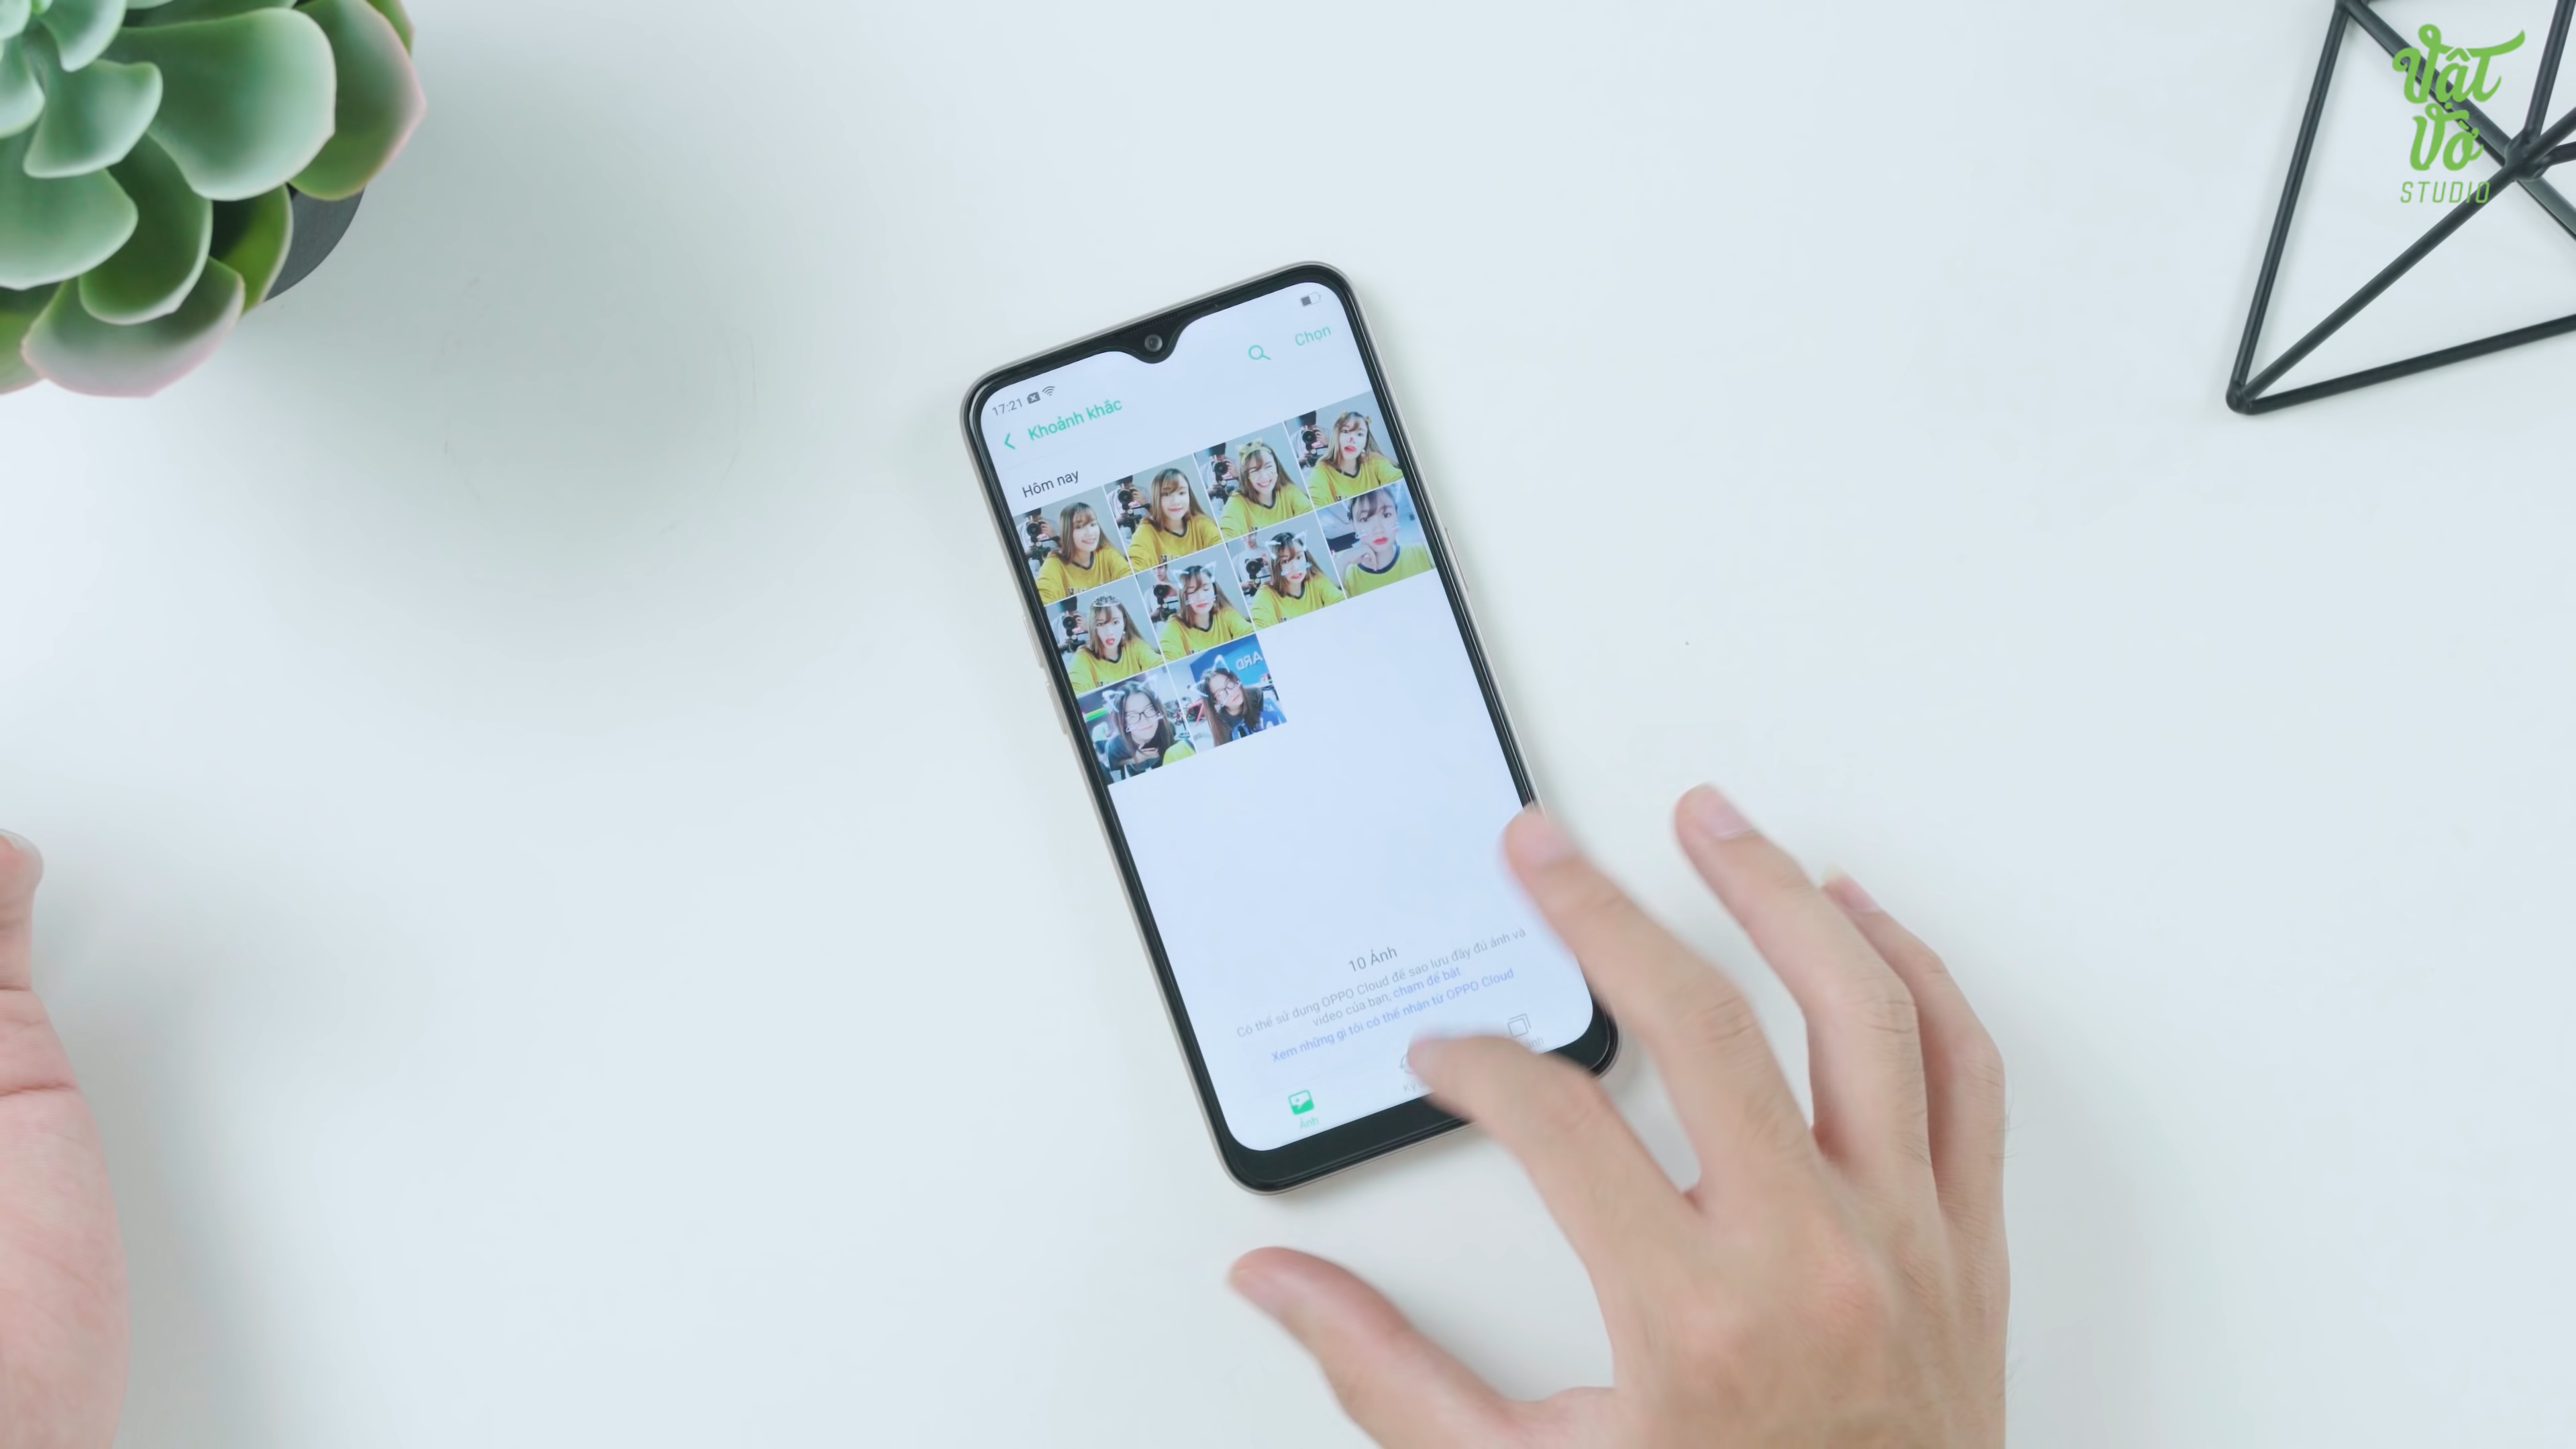 Vật
Vờ
STUDIO
17:21
Chọn
Khoảnh khắc
Hôm nay
ARD
10 Ảnh
Có thể sử dụng OPPO Cloud để sao lưu đầy đủ ảnh và
video của bạn, chạm để bật
Xem những gì tôi có thể nhận từ OPPO Cloud
Ảnh